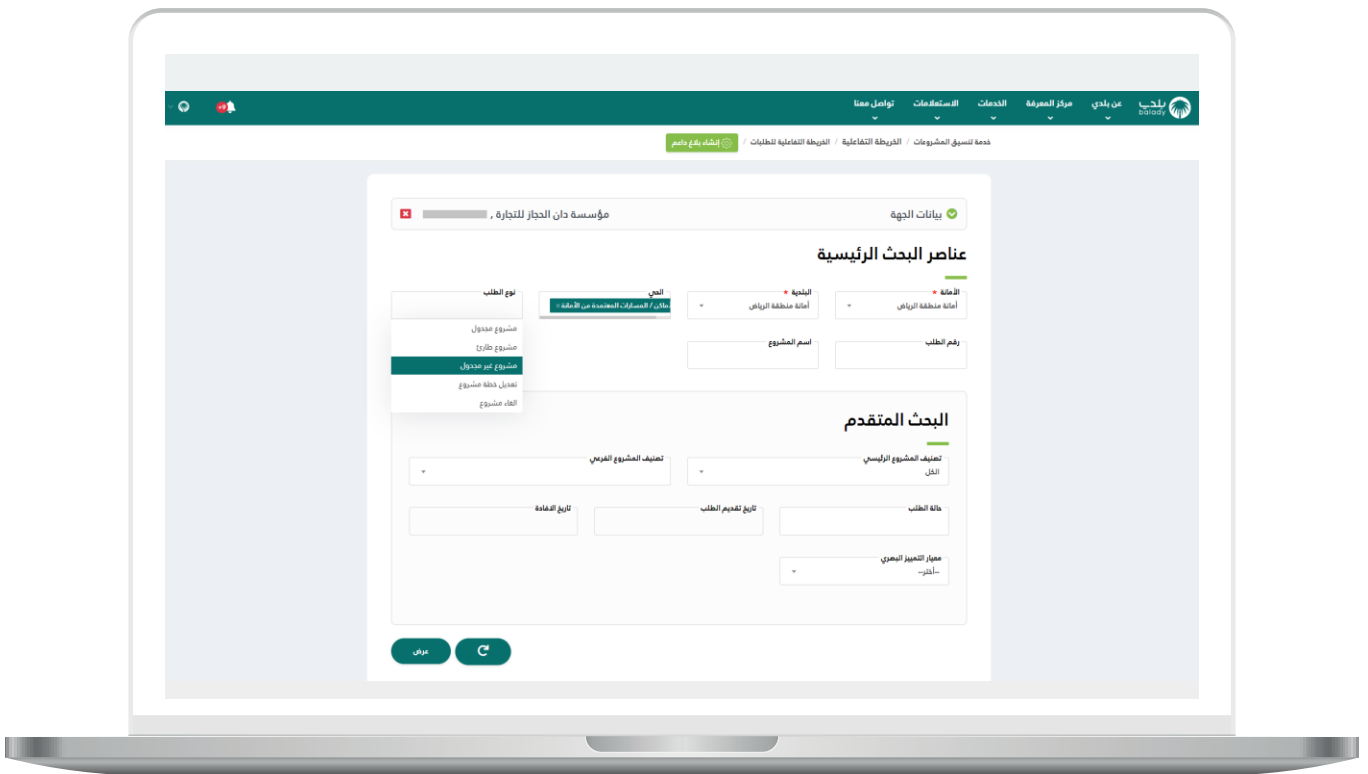 بلدي
balady
عن بلدي
مركز المعرفة
الخدمات
الاستعلامات
تواصل معنا
خدمة تنسيق المشروعات / الخريطة التفاعلية / الخريطة التفاعلية للطلبات /
إنشاء بلاغ داعم
بيانات الجهة
مؤسسة دان الحجاز للتجارة ,
عناصر البحث الرئيسية
الأمانة *
أمانة منطقة الرياض
البلدية *
أمانة منطقة الرياض
الحي
المسارات المعتمدة من الأمانة ×
نوع الطلب
مشروع مجدول
مشروع طارئ
مشروع غير مجدول
تعديل خطة مشروع
الغاء مشروع
رقم الطلب
اسم المشروع
البحث المتقدم
تصنيف المشروع الرئيسي
الكل
تصنيف المشروع الفرعي
حالة الطلب
تاريخ تقديم الطلب
تاريخ الافادة
معيار التمييز البصري
--أختر--
عرض